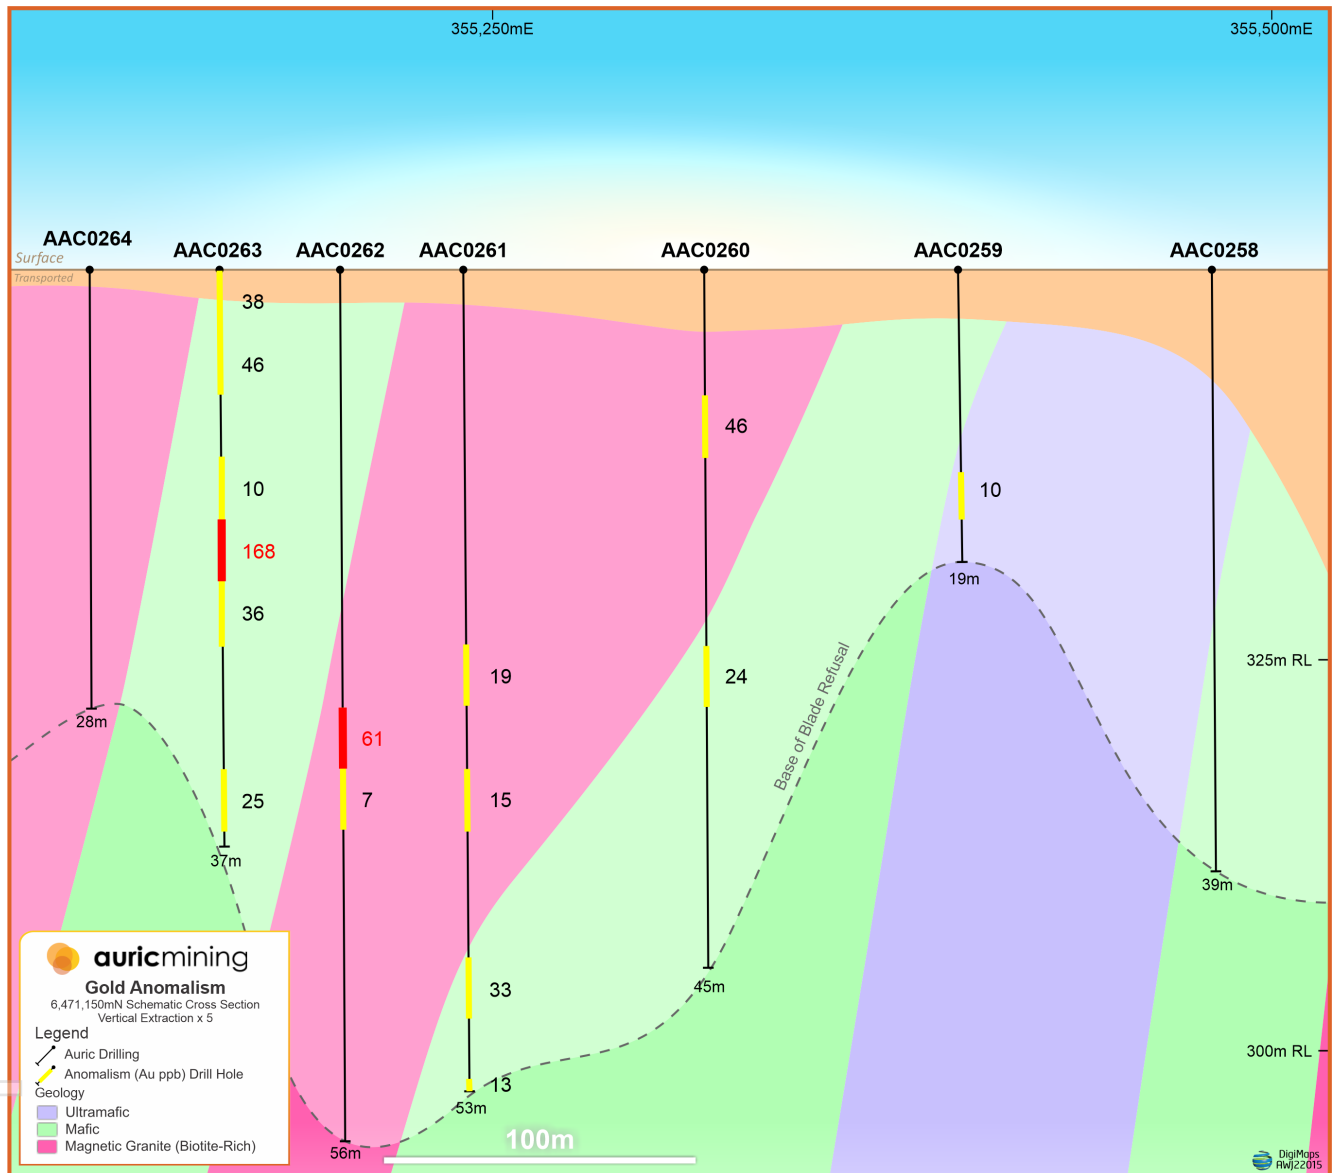 355,250mE
355,500mE
AAC0264
AAC0263
AAC0262
AAC0261
AAC0260
AAC0259
AAC0258
Surface
Transported
38
46
10
168
36
25
37m
28m
61
7
56m
19
15
33
13
53m
46
24
45m
Base of Blade Refusal
10
19m
39m
325m RL
300m RL
auricmining
Gold Anomalism
6,471,150mN Schematic Cross Section
Vertical Extraction x 5
Legend
Auric Drilling
Anomalism (Au ppb) Drill Hole
Geology
Ultramafic
Mafic
Magnetic Granite (Biotite-Rich)
100m
DigiMaps
AWJ22015